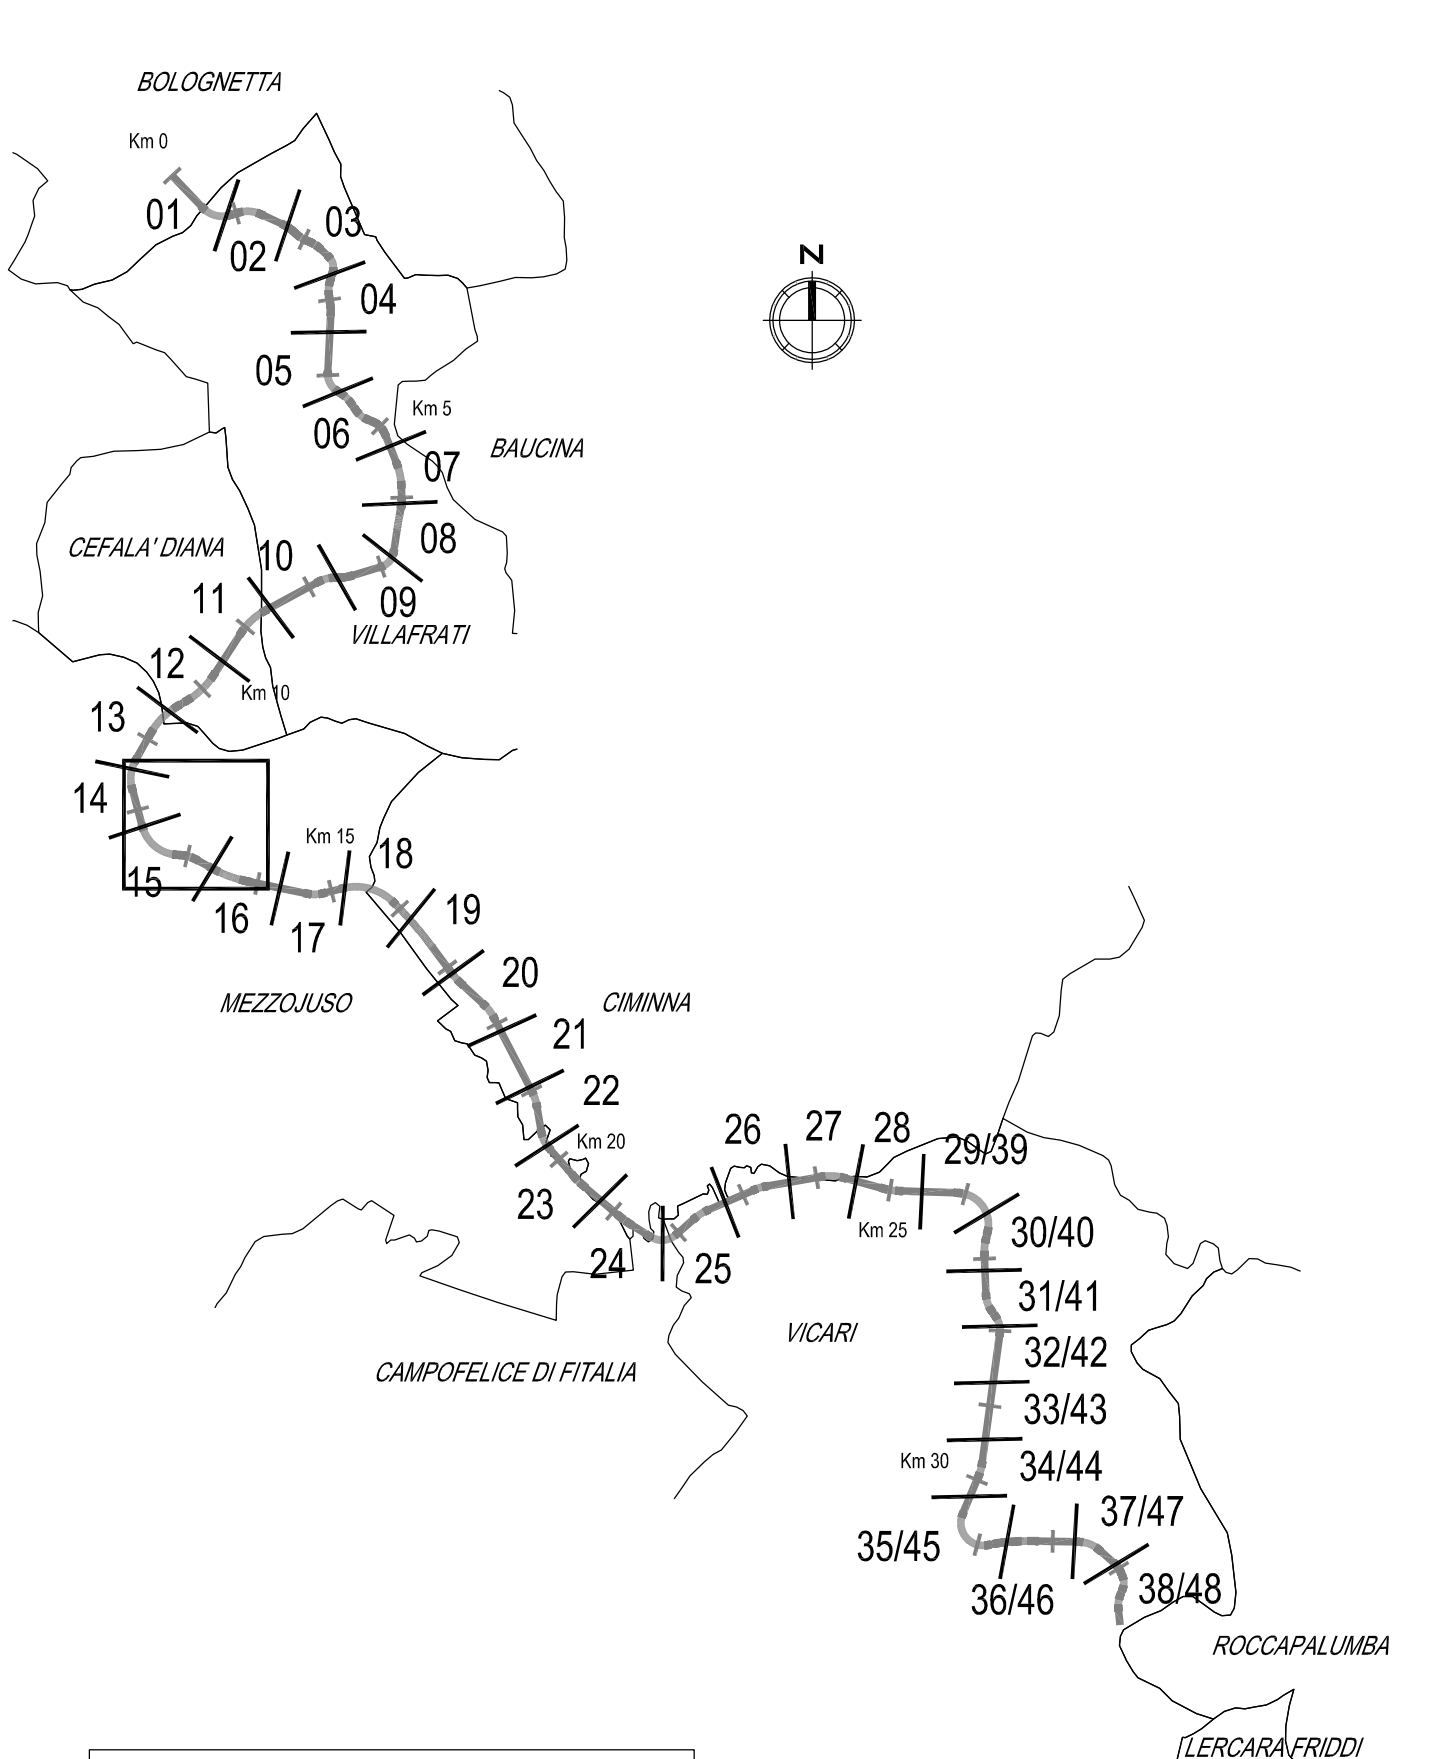 BOLOGNETTA
Km 0
01
02
03
N
04
05
Km 5
06
BAUCINA
07
08
CEFALA' DIANA
10
11
09
VILLAFRATI
12
Km 10
13
14
Km 15
18
15
16
17
19
20
MEZZOJUSO
CIMINNA
21
22
Km 20
26
27
28
29/39
23
Km 25
30/40
24
25
31/41
VICARI
32/42
CAMPOFELICE DI FITALIA
33/43
Km 30
34/44
37/47
35/45
36/46
38/48
ROCCAPALUMBA
LERCARA FRIDDI